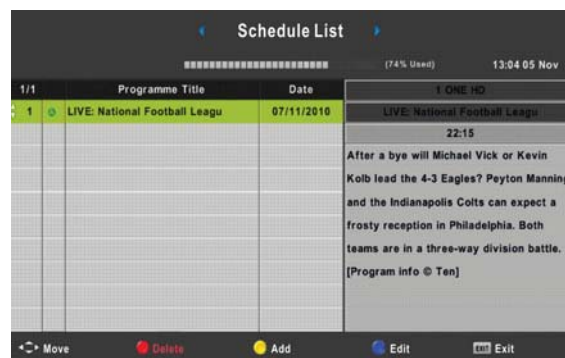 Schedule List
(74% Used) 13:04 05 Nov
1/1 Programme Title Date
1 LIVE: National Football Leagu 07/11/2010
1 ONE HD
LIVE: National Football Leagu
22:15
After a bye will Michael Vick or Kevin
Kolb lead the 4-3 Eagles? Peyton Manning
and the Indianapolis Colts can expect a
frosty reception in Philadelphia. Both
teams are in a three-way division battle.
[Program info © Ten]
Move Delete Add Edit EXIT Exit